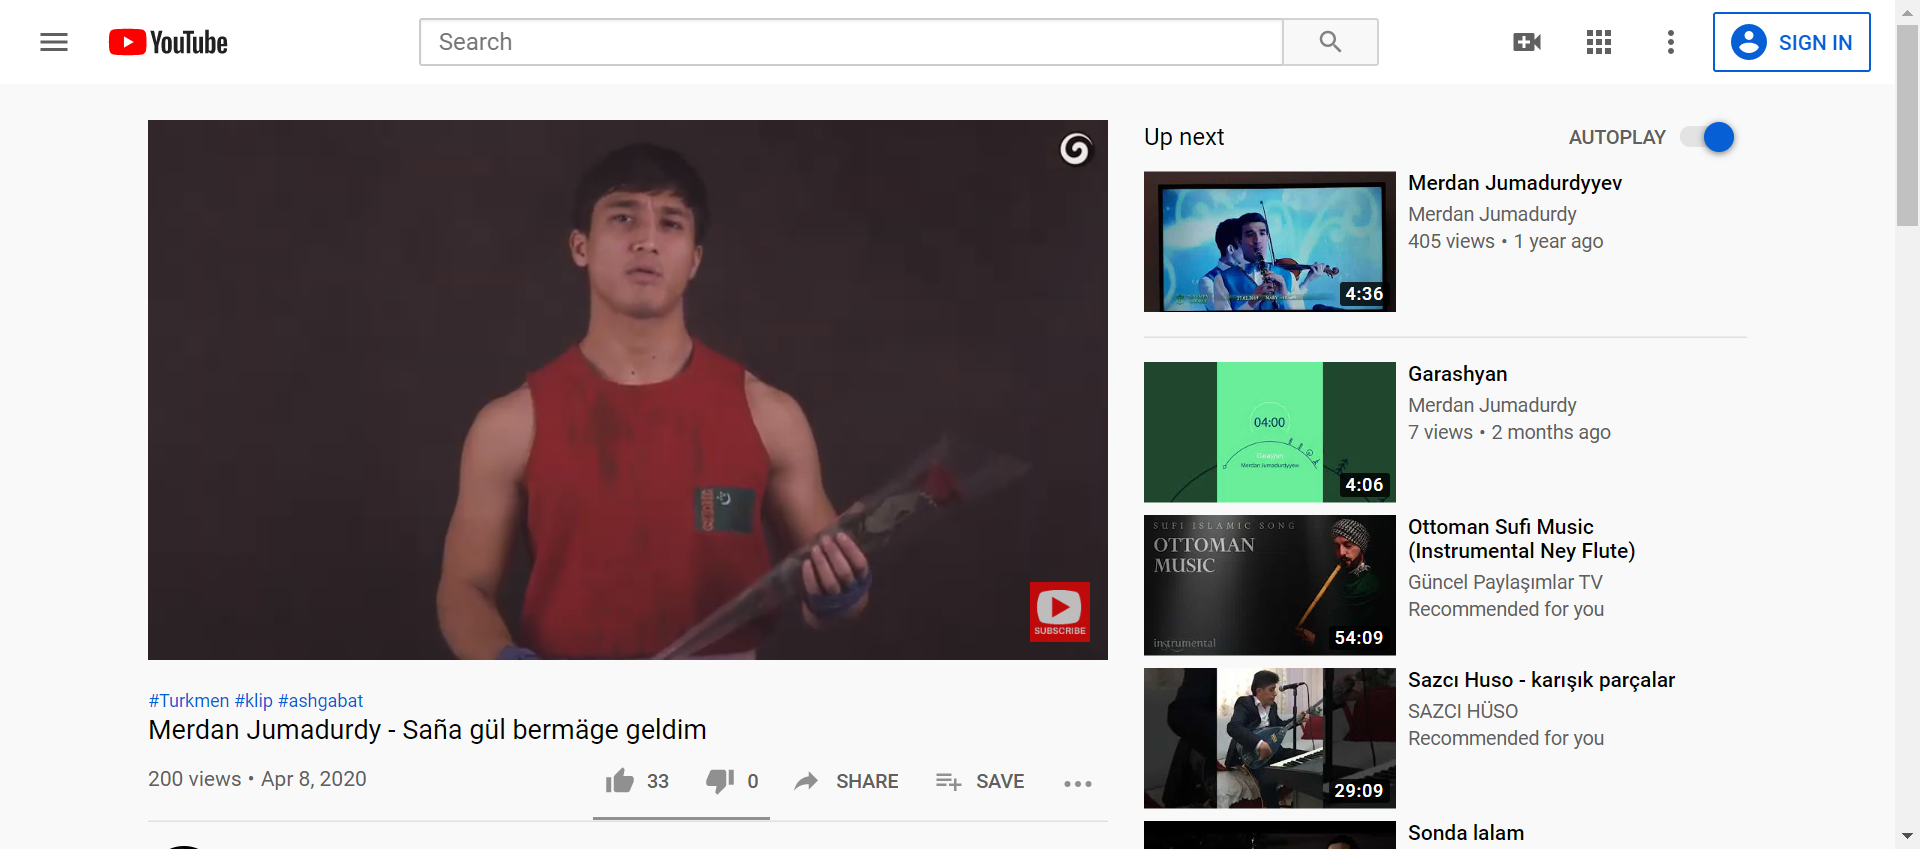 YouTube
Search
SIGN IN
SUBSCRIBE
#Turkmen #klip #ashgabat
Merdan Jumadurdy - Saña gül bermäge geldim
200 views • Apr 8, 2020
33
0
SHARE
SAVE
Up next
AUTOPLAY
4:36
Merdan Jumadurdyyev
Merdan Jumadurdy
405 views • 1 year ago
04:00
Merdan Jumadurdyyew
4:06
Garashyan
Merdan Jumadurdy
7 views • 2 months ago
SUFI ISLAMIC SONG
OTTOMAN
MUSIC
instrumental
54:09
Ottoman Sufi Music
(Instrumental Ney Flute)
Güncel Paylaşımlar TV
Recommended for you
29:09
Sazcı Huso - karışık parçalar
SAZCI HÜSO
Recommended for you
Sonda lalam